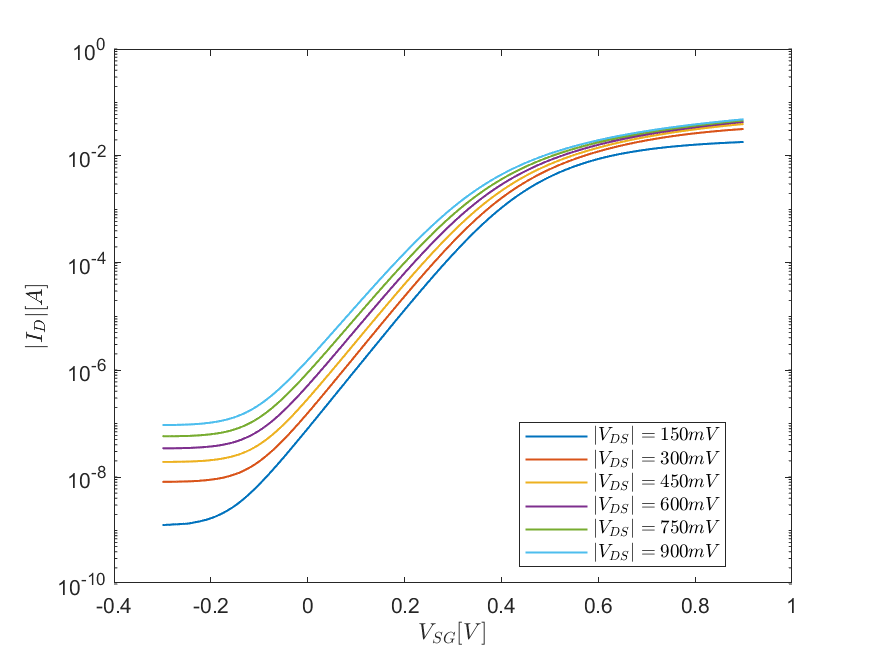 10^0
10^-2
10^-4
10^-6
10^-8
10^-10
|I_D|[A]
-0.4 -0.2 0 0.2 0.4 0.6 0.8 1
V_SG[V]
|V_DS| = 150mV
|V_DS| = 300mV
|V_DS| = 450mV
|V_DS| = 600mV
|V_DS| = 750mV
|V_DS| = 900mV